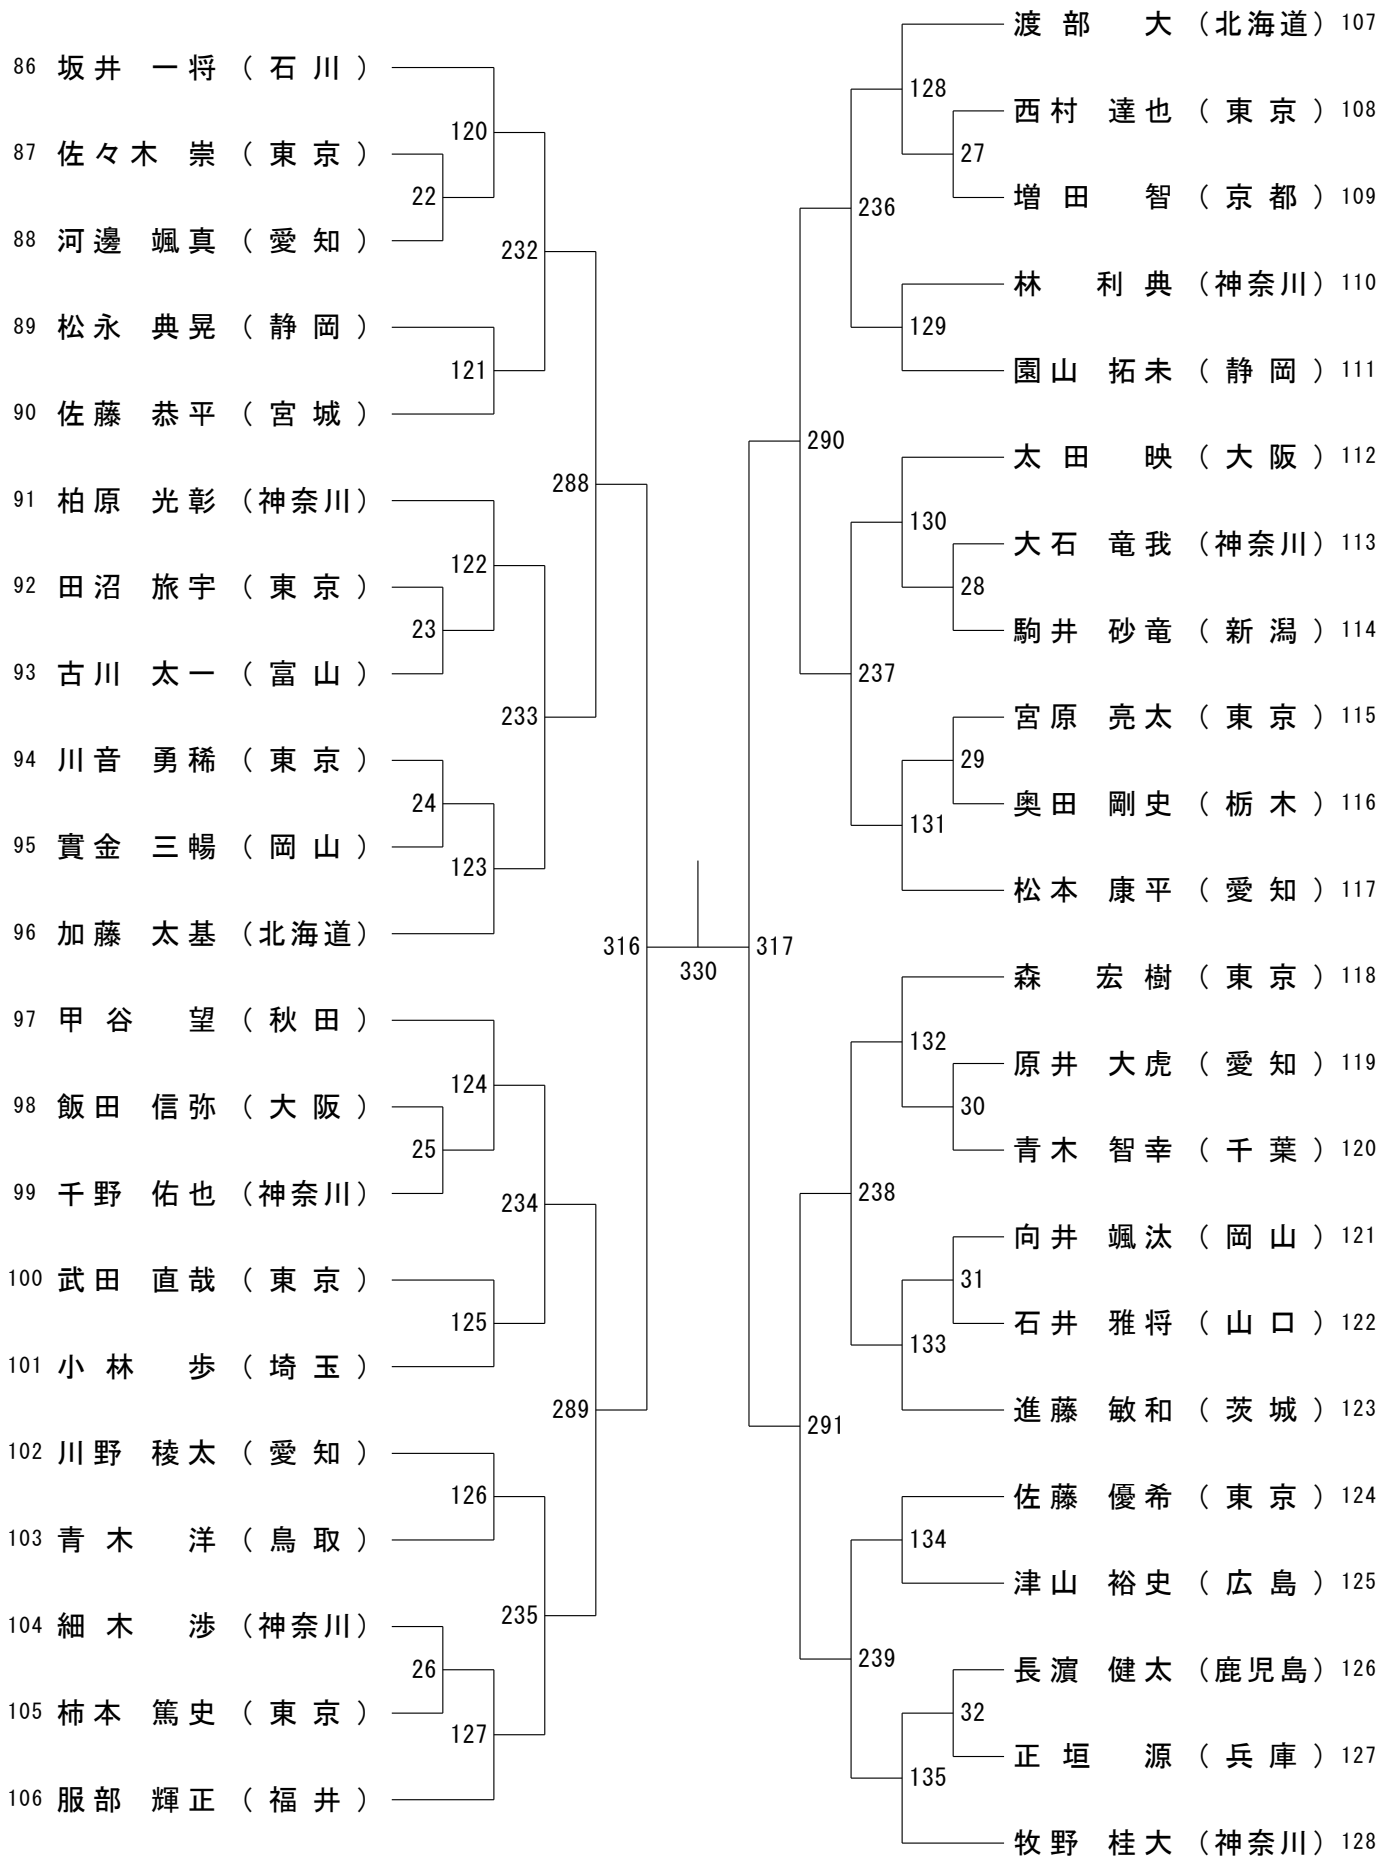 86 坂井 一将 (石川)
87 佐々木 崇 (東京)
88 河邊 颯真 (愛知)
89 松永 典晃 (静岡)
90 佐藤 恭平 (宮城)
91 柏原 光彰 (神奈川)
92 田沼 旅宇 (東京)
93 古川 太一 (富山)
94 川音 勇稀 (東京)
95 實金 三暢 (岡山)
96 加藤 太基 (北海道)
97 甲谷 望 (秋田)
98 飯田 信弥 (大阪)
99 千野 佑也 (神奈川)
100 武田 直哉 (東京)
101 小林 歩 (埼玉)
102 川野 稜太 (愛知)
103 青木 洋 (鳥取)
104 細木 渉 (神奈川)
105 柿本 篤史 (東京)
106 服部 輝正 (福井)
22
23
24
25
26
120
121
122
123
124
125
126
127
232
233
234
235
288
289
316
330
317
290
291
236
237
238
239
128
129
130
131
132
133
134
135
27
28
29
30
31
32
渡部 大 (北海道) 107
西村 達也 (東京) 108
増田 智 (京都) 109
林 利典 (神奈川) 110
園山 拓未 (静岡) 111
太田 映 (大阪) 112
大石 竜我 (神奈川) 113
駒井 砂竜 (新潟) 114
宮原 亮太 (東京) 115
奥田 剛史 (栃木) 116
松本 康平 (愛知) 117
森 宏樹 (東京) 118
原井 大虎 (愛知) 119
青木 智幸 (千葉) 120
向井 颯汰 (岡山) 121
石井 雅将 (山口) 122
進藤 敏和 (茨城) 123
佐藤 優希 (東京) 124
津山 裕史 (広島) 125
長濵 健太 (鹿児島) 126
正垣 源 (兵庫) 127
牧野 桂大 (神奈川) 128